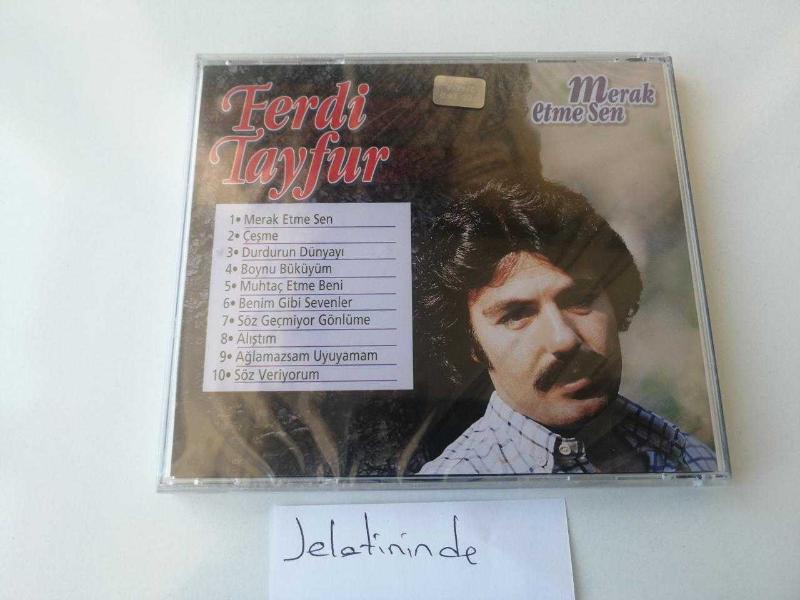 Ferdi
Tayfur
Merak
Etme Sen
1• Merak Etme Sen
2• Çeşme
3• Durdurun Dünyayı
4• Boynu Büküyüm
5• Muhtaç Etme Beni
6• Benim Gibi Sevenler
7• Söz Geçmiyor Gönlüme
8• Alıştım
9• Ağlamazsam Uyuyamam
10• Söz Veriyorum
Jelatininde